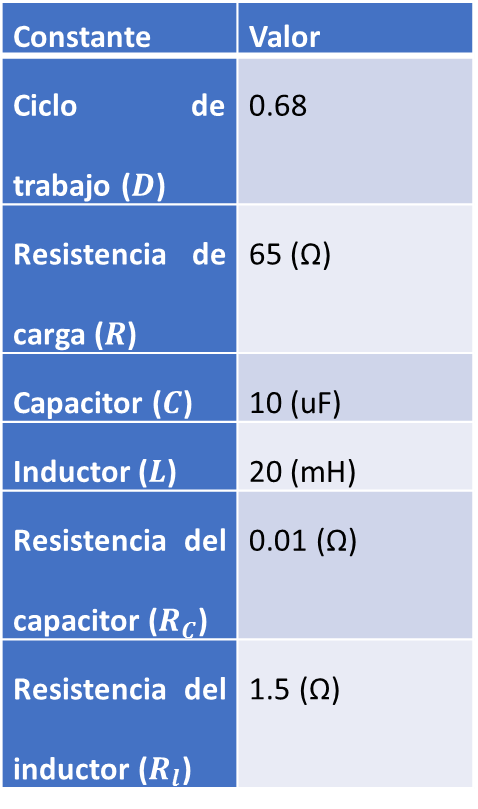 Constante Valor
Ciclo de 0.68
trabajo (D)
Resistencia de 65 (Ω)
carga (R)
Capacitor (C) 10 (uF)
Inductor (L) 20 (mH)
Resistencia del 0.01 (Ω)
capacitor (R_C)
Resistencia del 1.5 (Ω)
inductor (R_l)